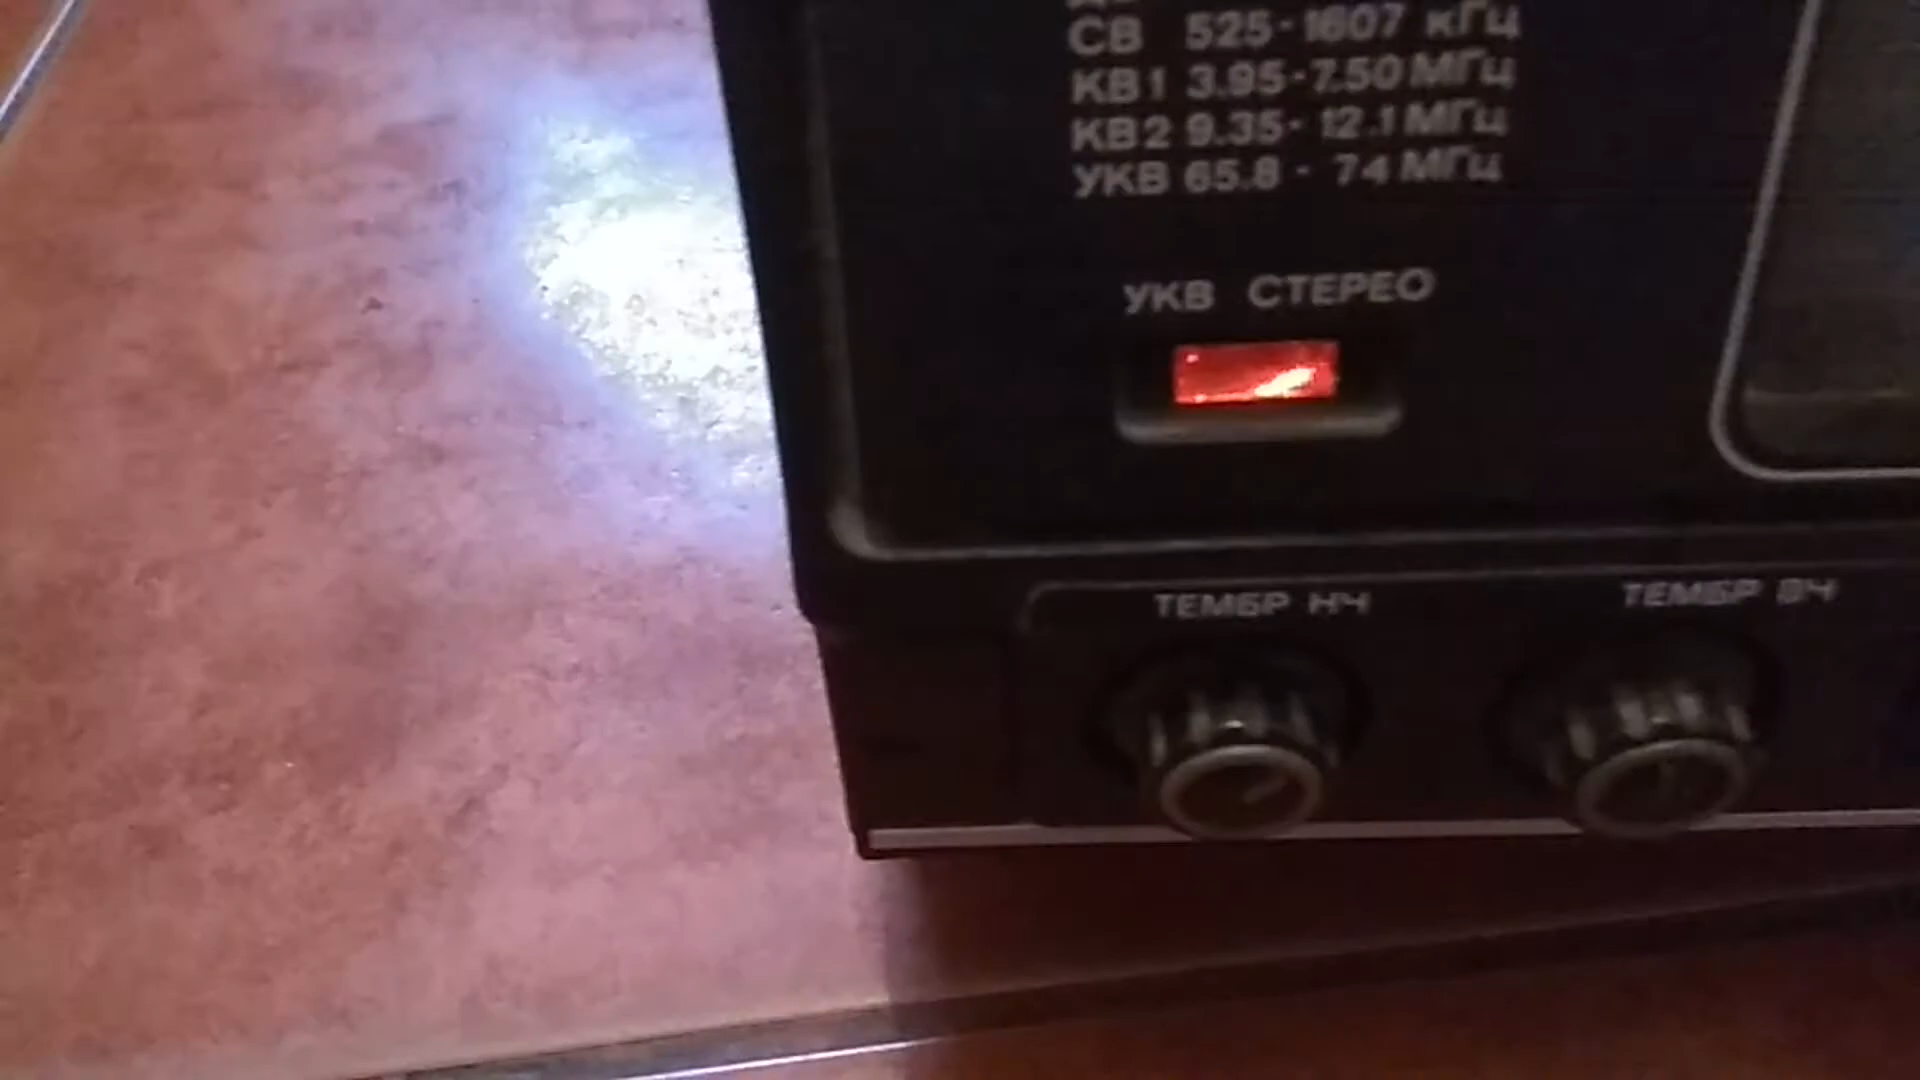 СВ 525-1607 кГц
КВ1 3.95-7.50 МГц
КВ2 9.35-12.1 МГц
УКВ 65.8 - 74 МГц
УКВ СТЕРЕО
ТЕМБР НЧ
ТЕМБР ВЧ